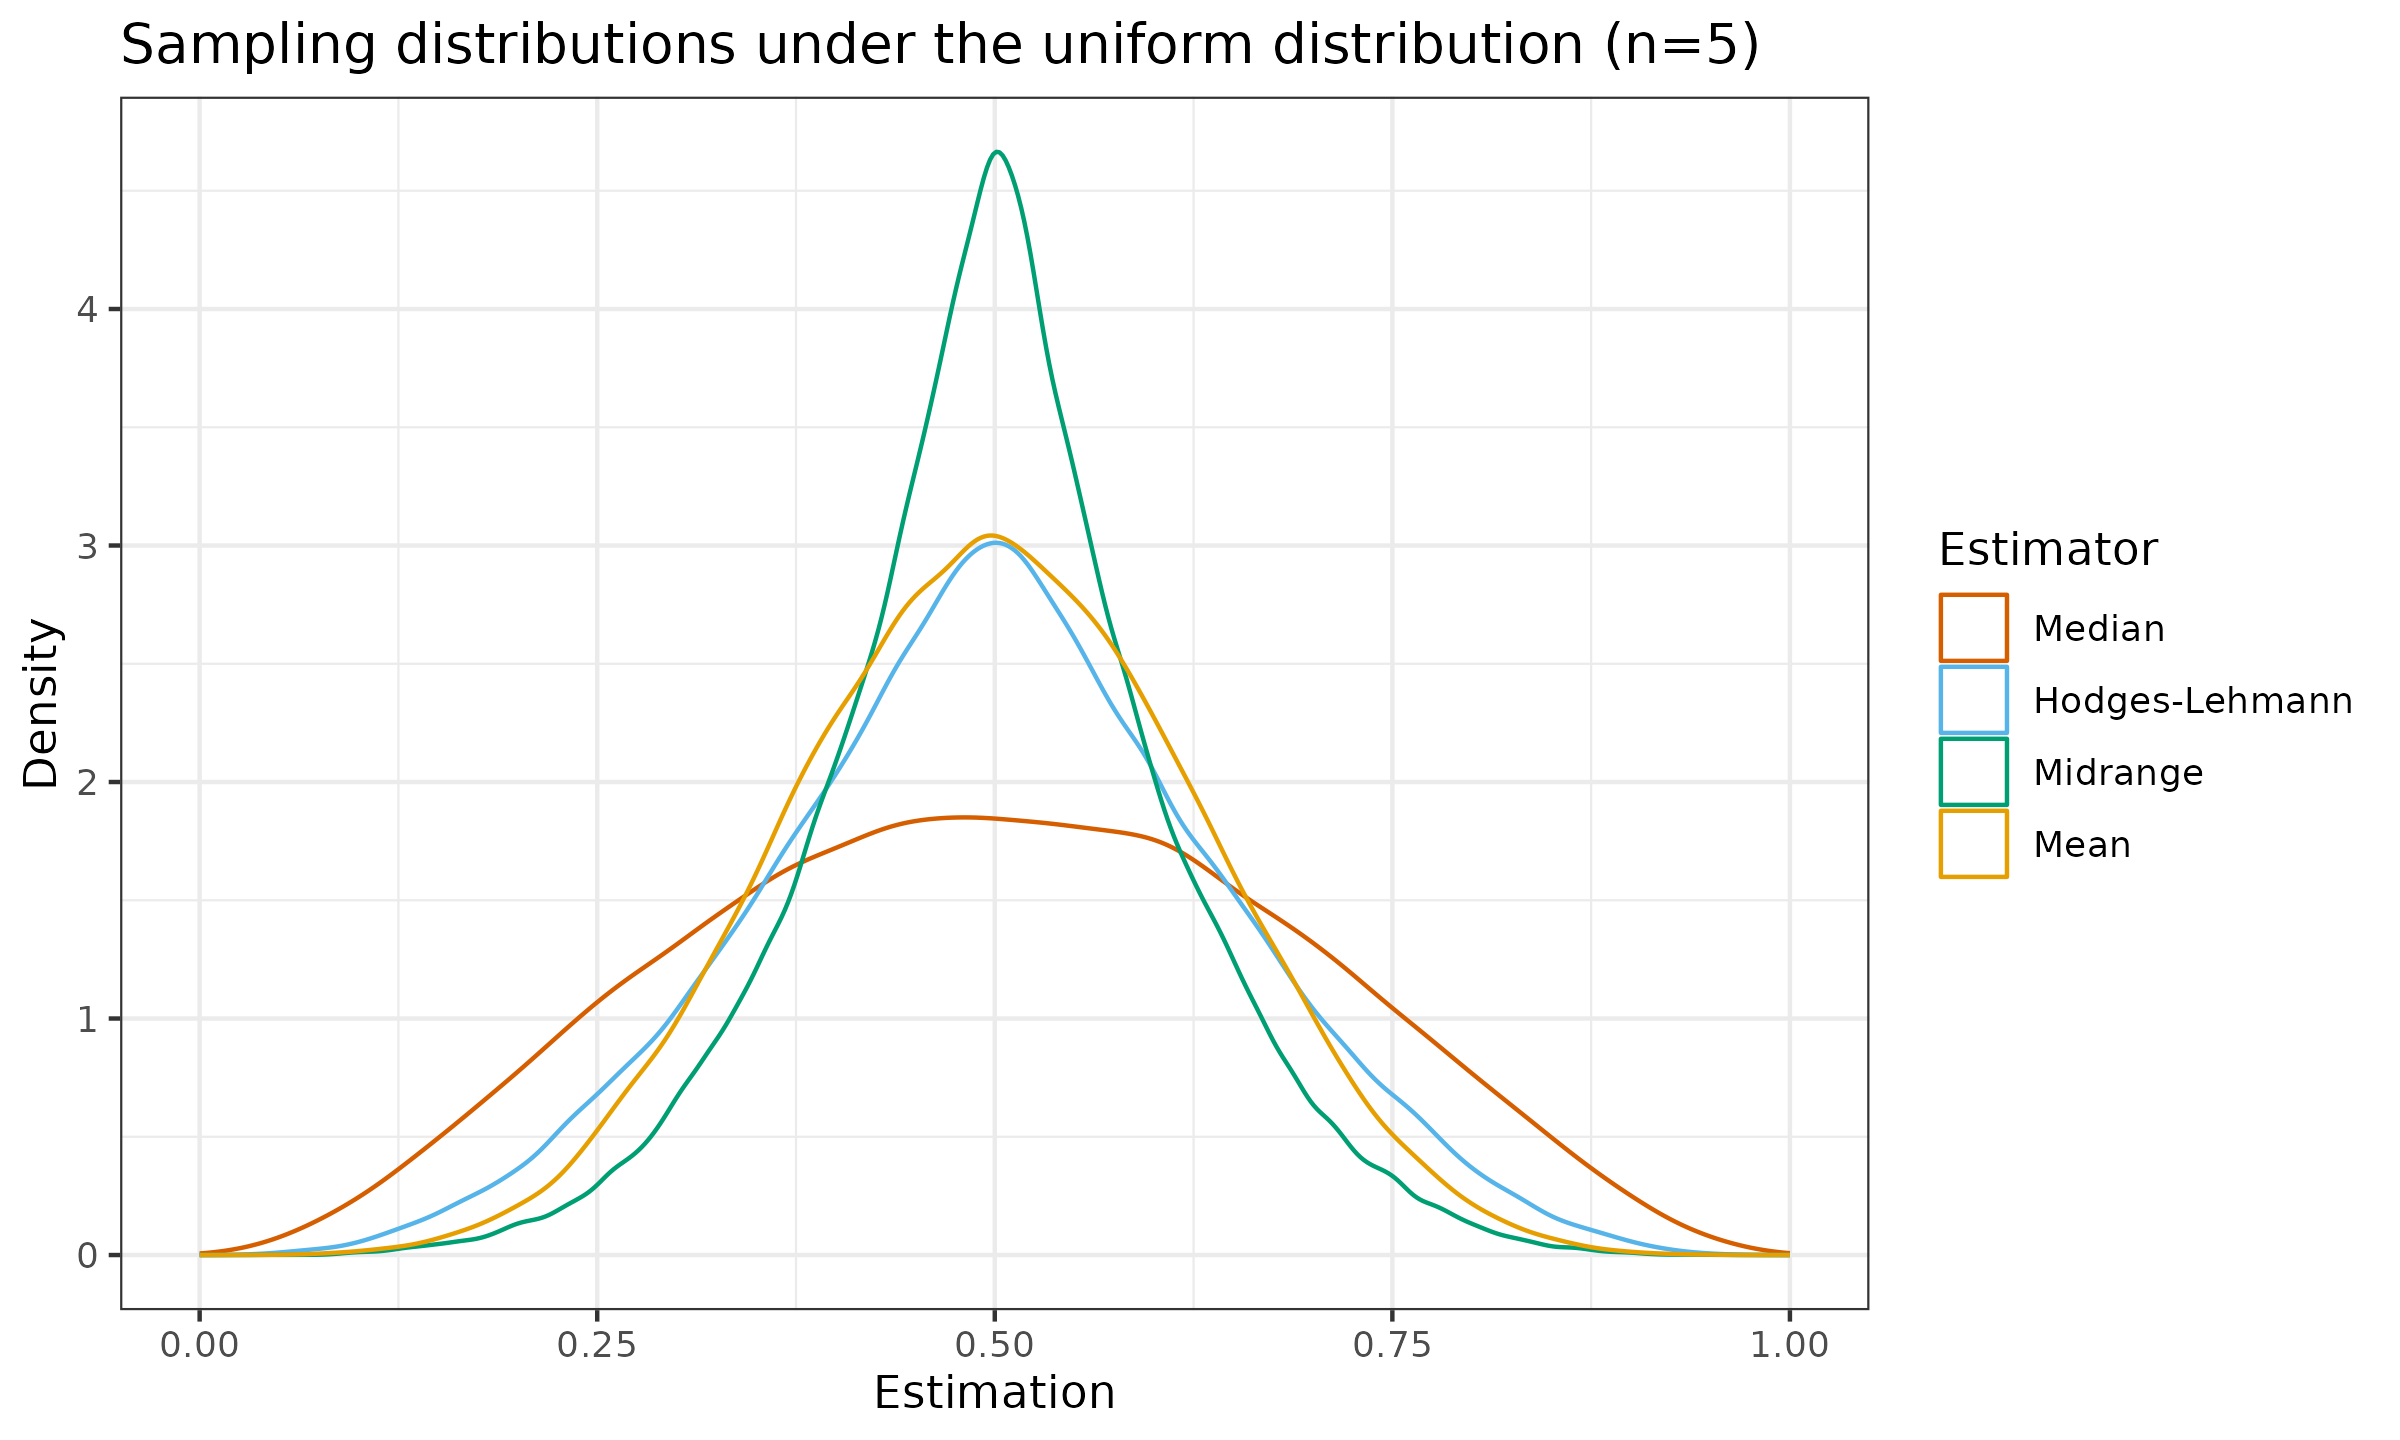 Sampling distributions under the uniform distribution (n=5)
4
3
2
1
0
Density
0.00 0.25 0.50 0.75 1.00
Estimation
Estimator
Median
Hodges-Lehmann
Midrange
Mean